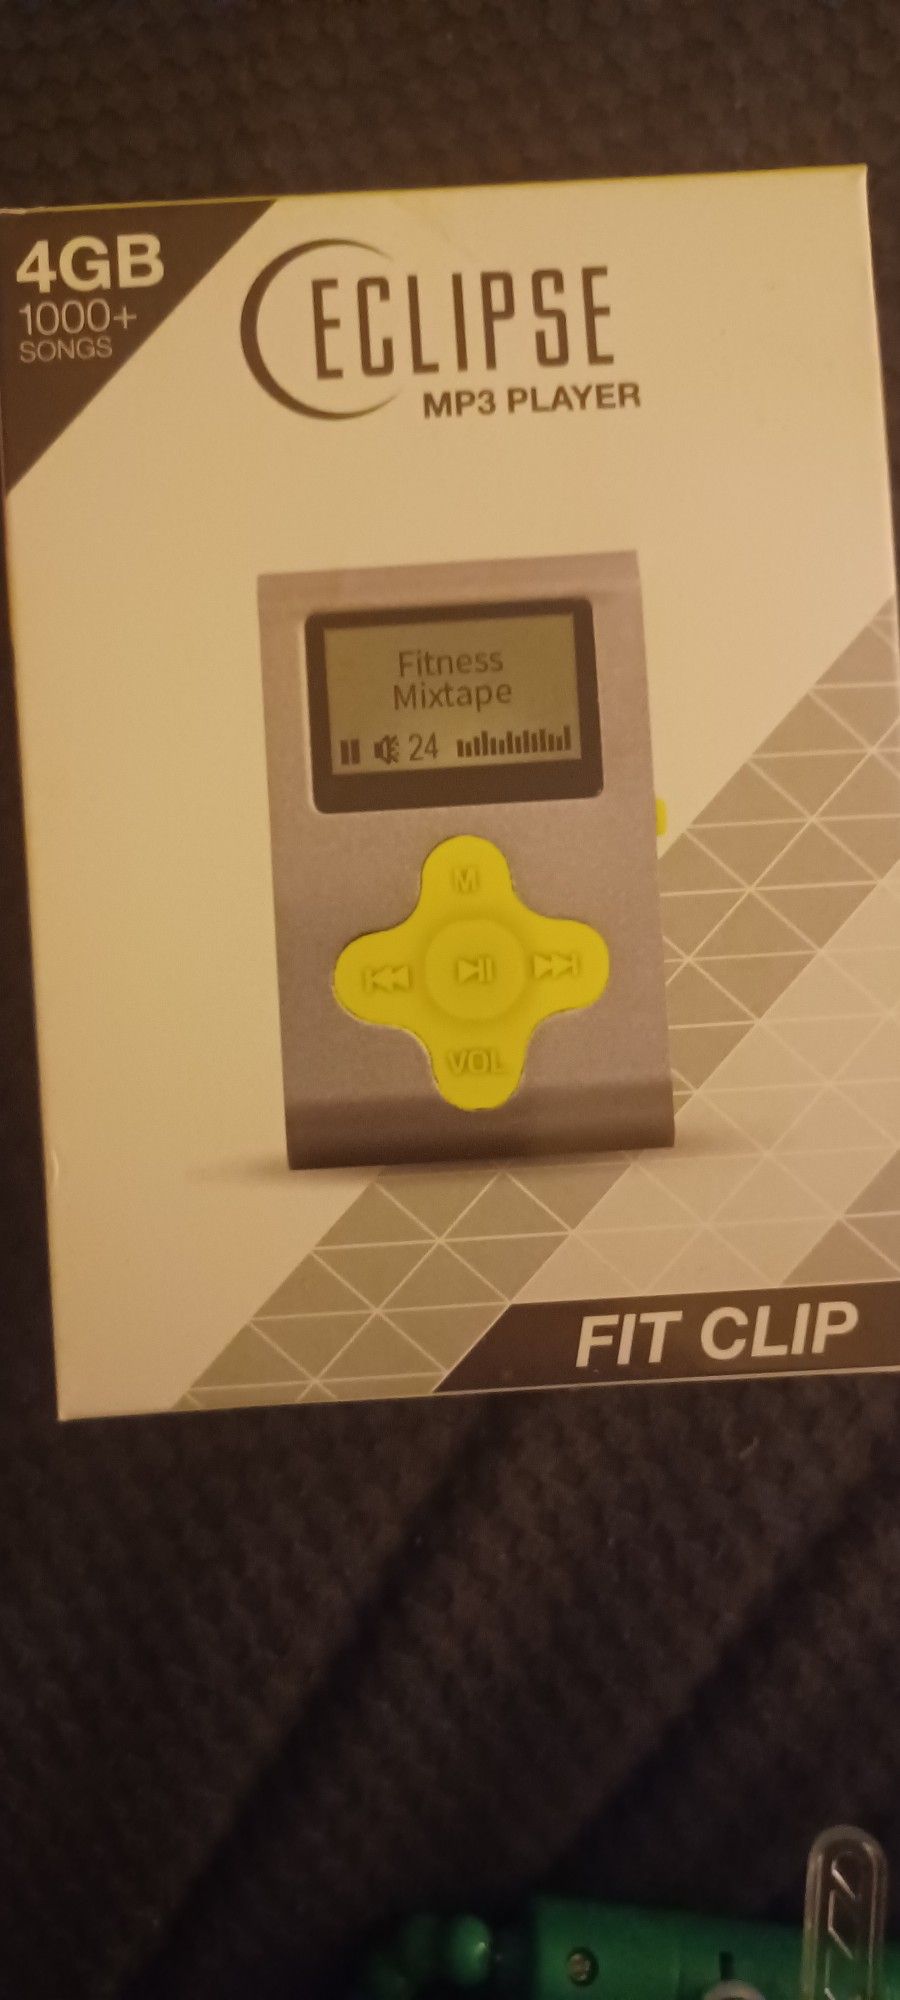 4GB
1000+
SONGS
ECLIPSE
MP3 PLAYER
Fitness
Mixtape
24
M
VOL
FIT CLIP